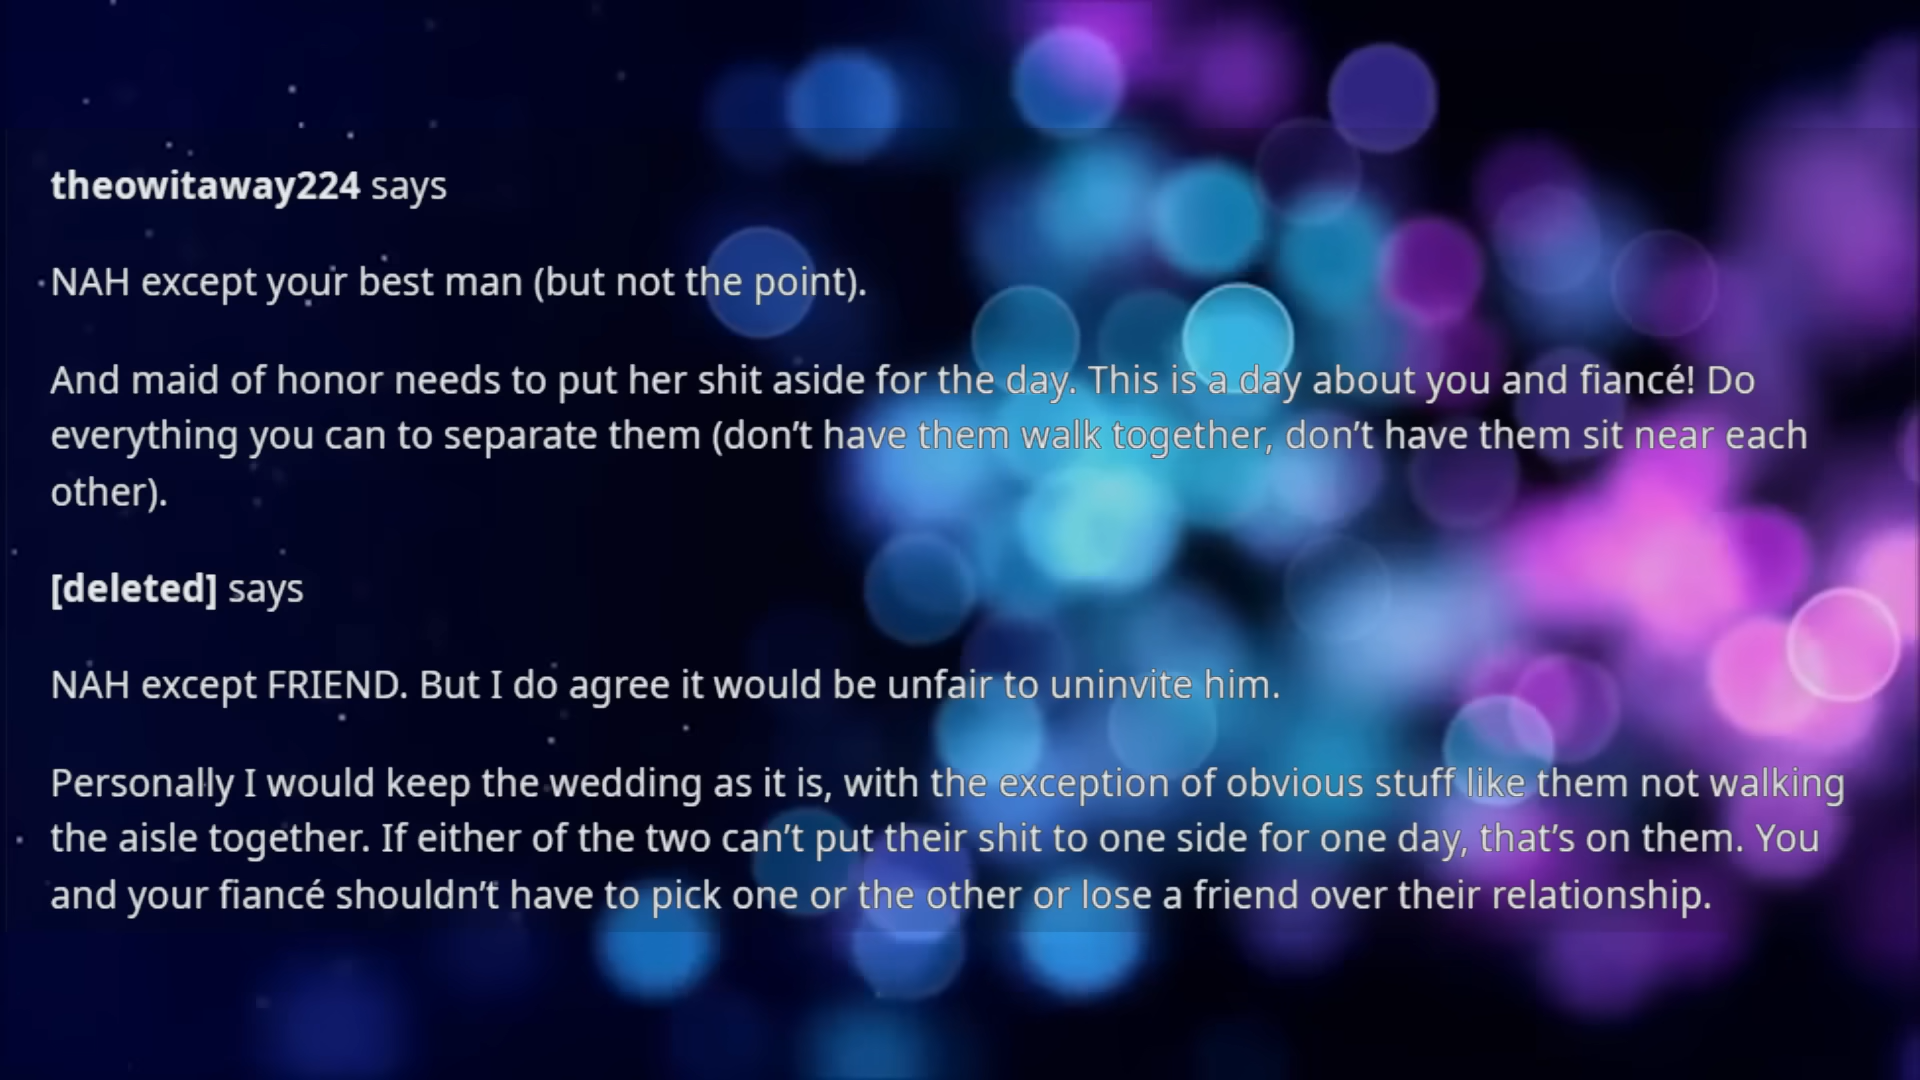 theowitaway224 says
NAH except your best man (but not the point).
And maid of honor needs to put her shit aside for the day. This is a day about you and fiancé! Do
everything you can to separate them (don’t have them walk together, don’t have them sit near each
other).
[deleted] says
NAH except FRIEND. But I do agree it would be unfair to uninvite him.
Personally I would keep the wedding as it is, with the exception of obvious stuff like them not walking
the aisle together. If either of the two can’t put their shit to one side for one day, that’s on them. You
and your fiancé shouldn’t have to pick one or the other or lose a friend over their relationship.